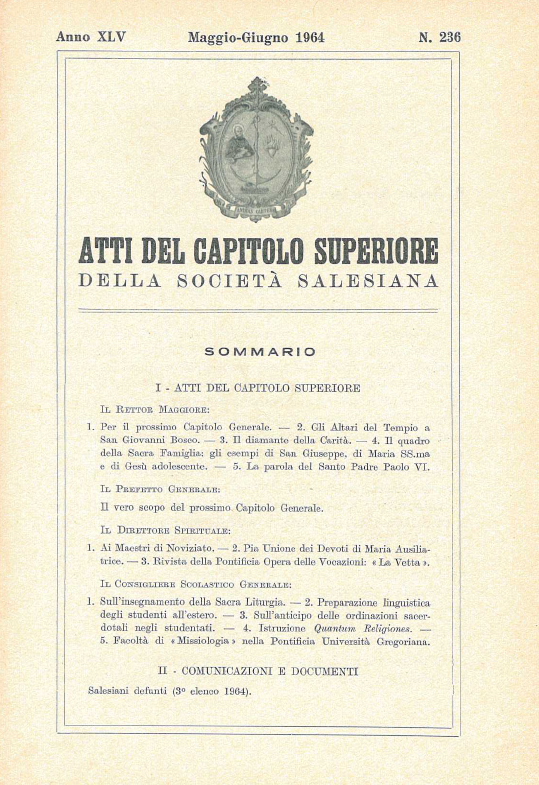 Anno XLV Maggio-Giugno 1964 N. 236
ATTI DEL CAPITOLO SUPERIORE
DELLA SOCIETÀ SALESIANA
SOMMARIO
I - ATTI DEL CAPITOLO SUPERIORE
IL RETTOR MAGGIORE:
1. Per il prossimo Capitolo Generale. — 2. Gli Altari del Tempio a
San Giovanni Bosco. — 3. Il diamante della Carità. — 4. Il quadro
della Sacra Famiglia: gli esempi di San Giuseppe, di Maria SS.ma
e di Gesù adolescente. — 5. La parola del Santo Padre Paolo VI.
IL PREFETTO GENERALE:
Il vero scopo del prossimo Capitolo Generale.
IL DIRETTORE SPIRITUALE:
1. Ai Maestri di Noviziato. — 2. Pia Unione dei Devoti di Maria Ausilia-
trice. — 3. Rivista della Pontificia Opera delle Vocazioni: « La Vetta ».
IL CONSIGLIERE SCOLASTICO GENERALE:
1. Sull'insegnamento della Sacra Liturgia. — 2. Preparazione linguistica
degli studenti all'estero. — 3. Sull'anticipo delle ordinazioni sacer-
dotali negli studentati. — 4. Istruzione Quantum Religiones. —
5. Facoltà di « Missiologia » nella Pontificia Università Gregoriana.
II - COMUNICAZIONI E DOCUMENTI
Salesiani defunti (3º elenco 1964).